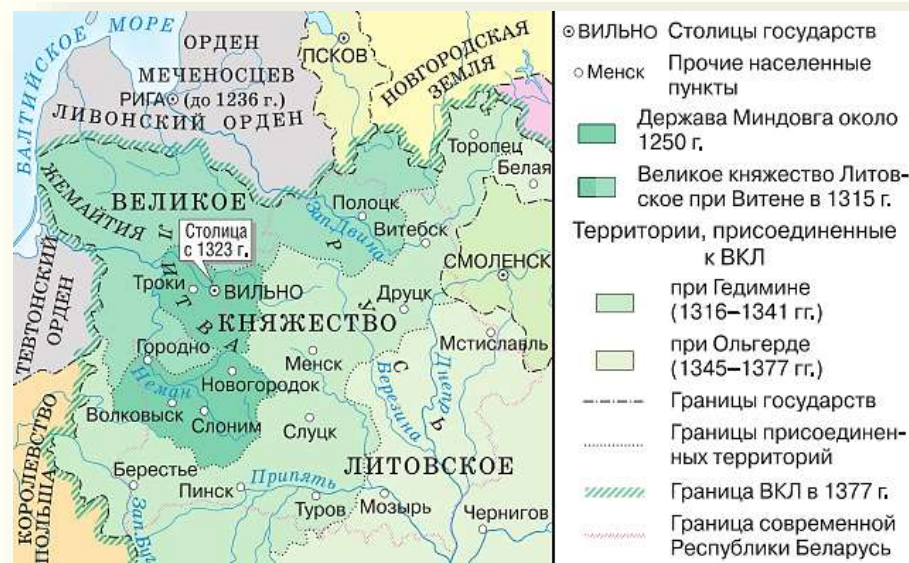 БАЛТИЙСКОЕ МОРЕ
ОРДЕН
МЕЧЕНОСЦЕВ
РИГА (до 1236 г.)
ЛИВОНСКИЙ ОРДЕН
ПСКОВ
НОВГОРОДСКАЯ
ЗЕМЛЯ
Торопец
Белая
ЖЕМАЙТИЯ
ВЕЛИКОЕ
Полоцк
Зап. Двина
Витебск
Столица
с 1323 г.
ЛИТВА
РУСЬ
СМОЛЕНСК
ТЕВТОНСКИЙ
ОРДЕН
Троки
ВИЛЬНО
Друцк
КНЯЖЕСТВО
Мстиславль
Городно
Менск
Неман
Новогородок
Березина
Днепр
Волковыск
Слоним
Слуцк
КОРОЛЕВСТВО
ПОЛЬША
Берестье
ЛИТОВСКОЕ
Пинск
Припять
Зап. Буг
Туров
Мозырь
Чернигов
ВИЛЬНО Столицы государств
Менск Прочие населенные
пункты
Держава Миндовга около
1250 г.
Великое княжество Литов-
ское при Витене в 1315 г.
Территории, присоединенные
к ВКЛ
при Гедимине
(1316–1341 гг.)
при Ольгерде
(1345–1377 гг.)
Границы государств
Границы присоединен-
ных территорий
Граница ВКЛ в 1377 г.
Граница современной
Республики Беларусь